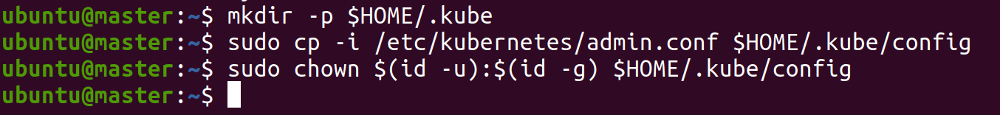 ubuntu@master:~$ mkdir -p $HOME/.kube
ubuntu@master:~$ sudo cp -i /etc/kubernetes/admin.conf $HOME/.kube/config
ubuntu@master:~$ sudo chown $(id -u):$(id -g) $HOME/.kube/config
ubuntu@master:~$